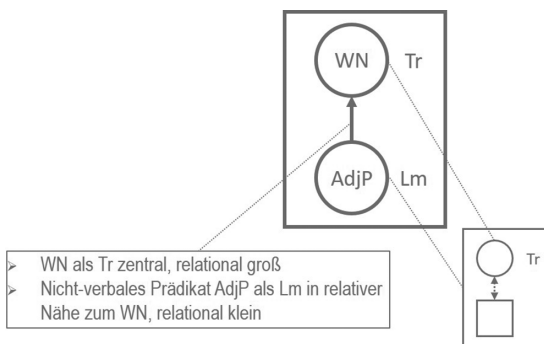 WN Tr
AdjP Lm
Tr
➢ WN als Tr zentral, relational groß
➢ Nicht-verbales Prädikat AdjP als Lm in relativer
Nähe zum WN, relational klein